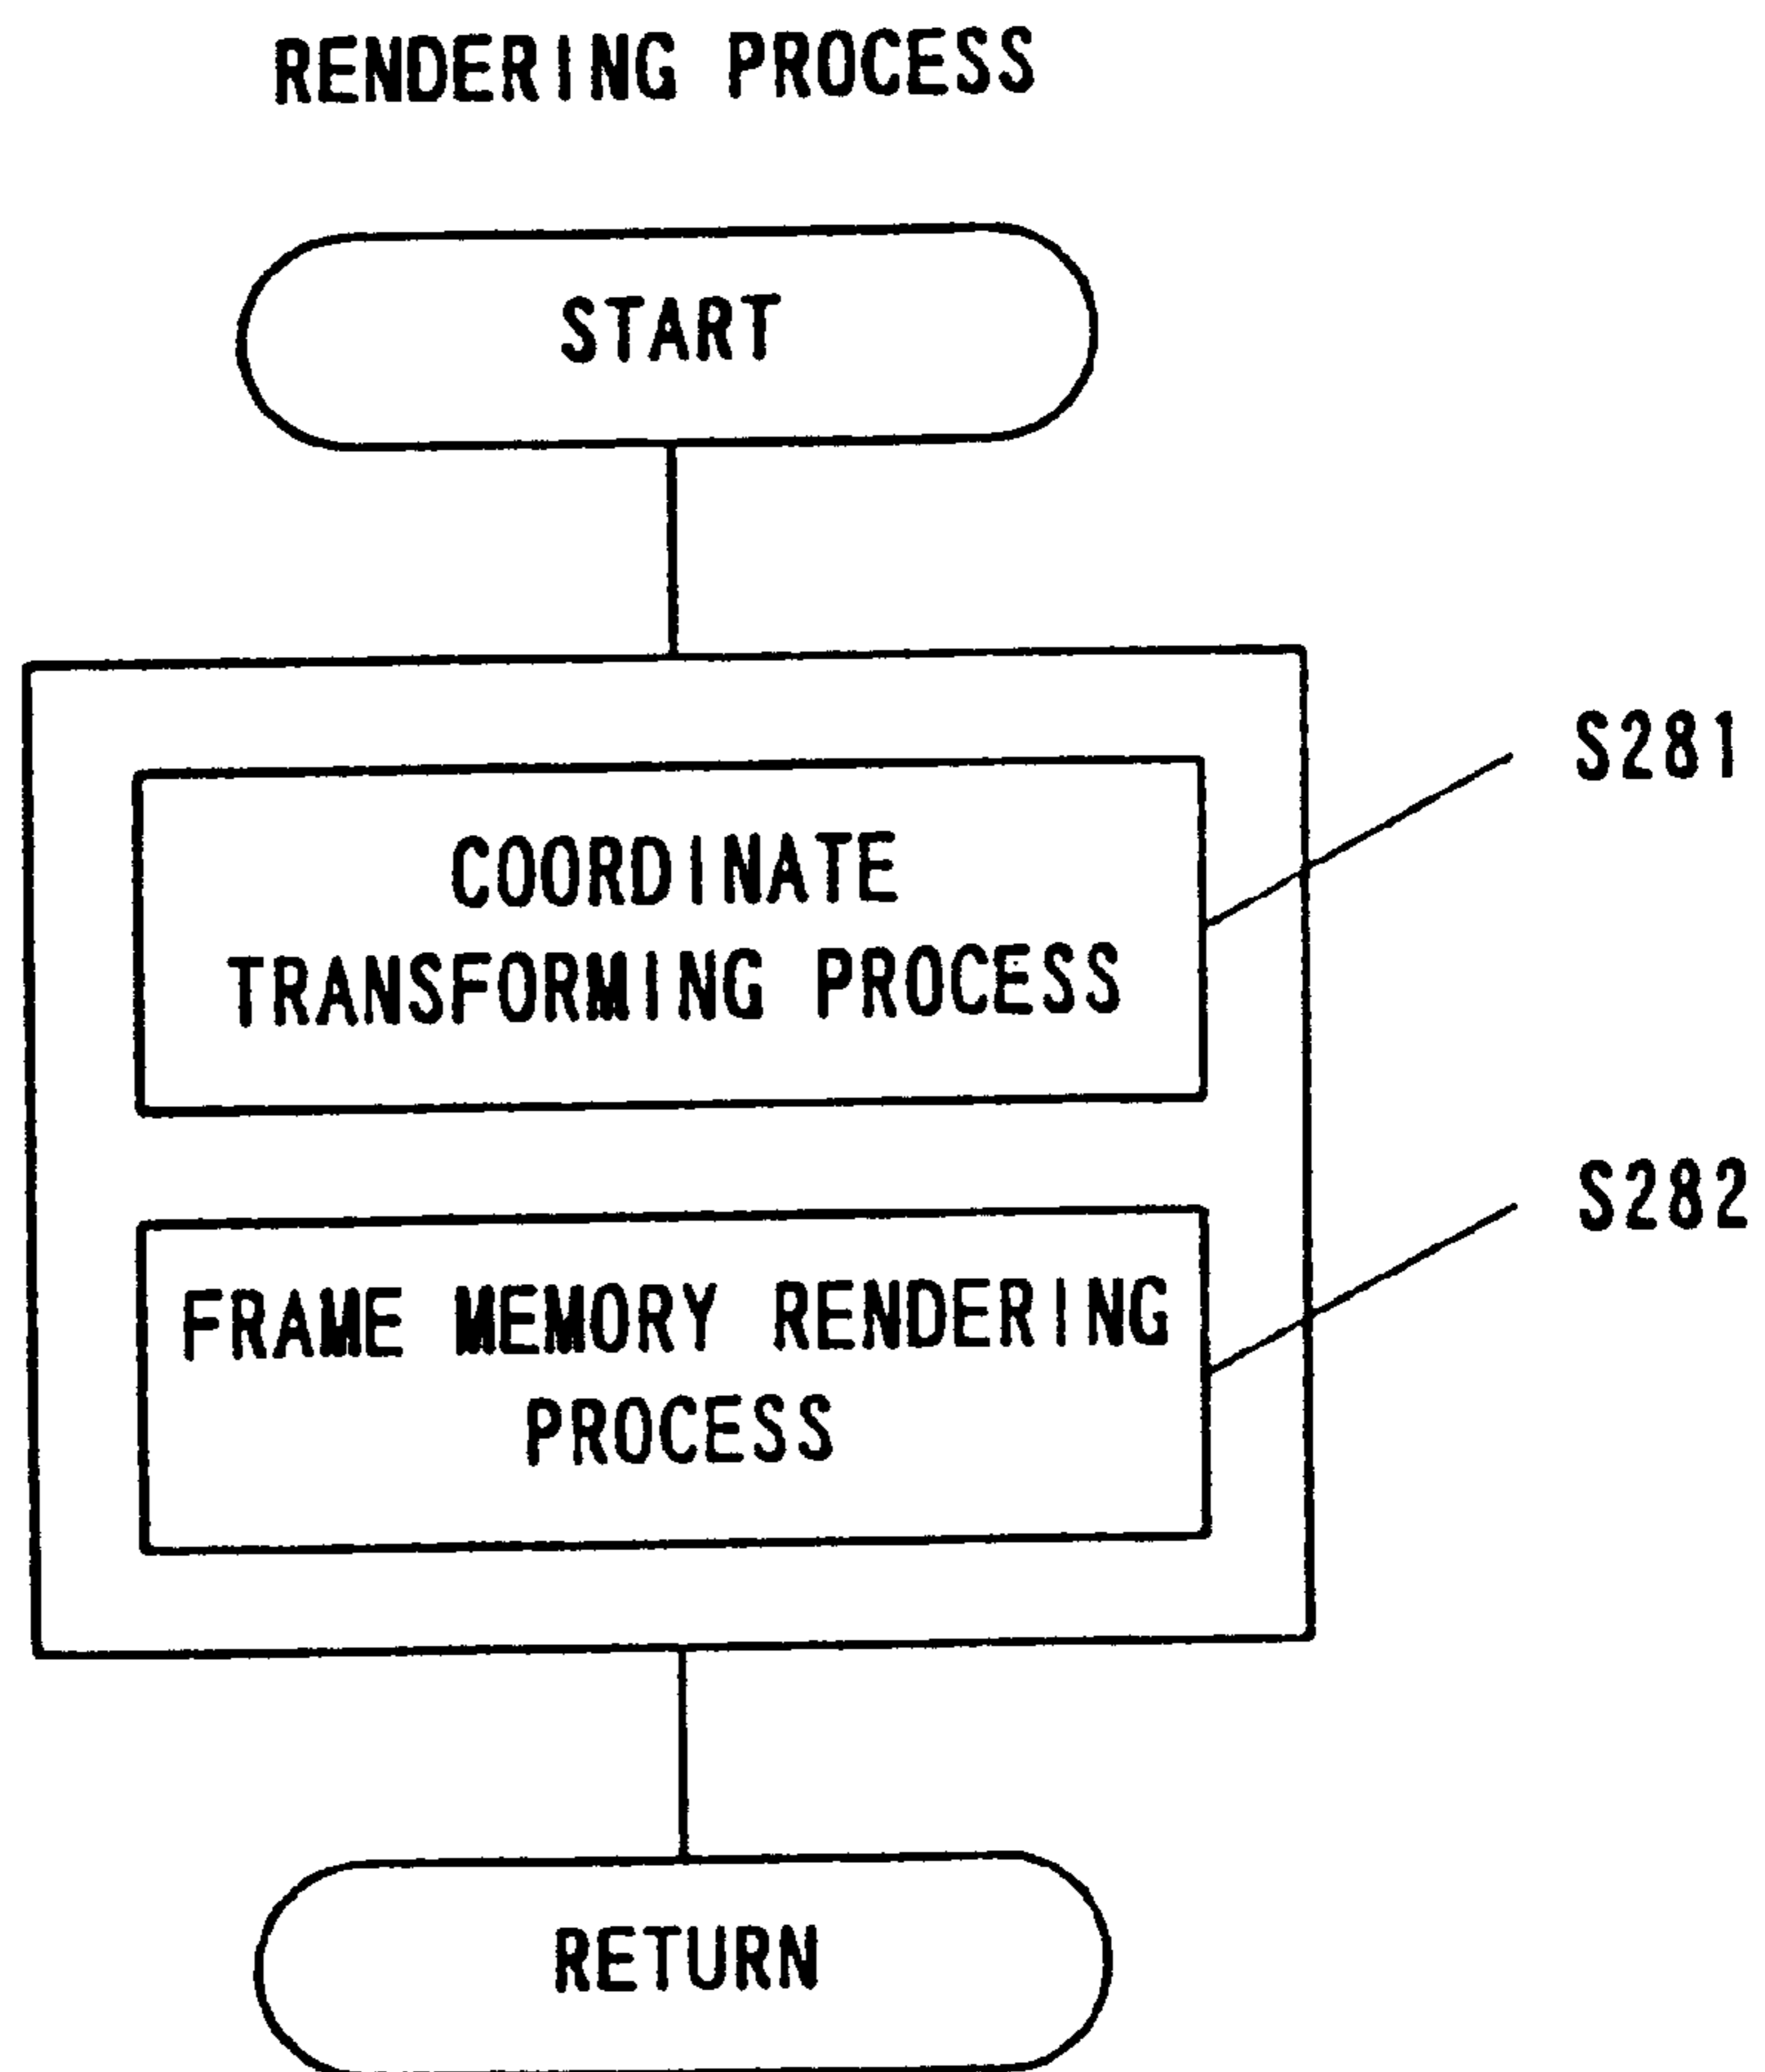 RENDERING PROCESS
START
S281
COORDINATE
TRANSFORMING PROCESS
S282
FRAME MEMORY RENDERING
PROCESS
RETURN